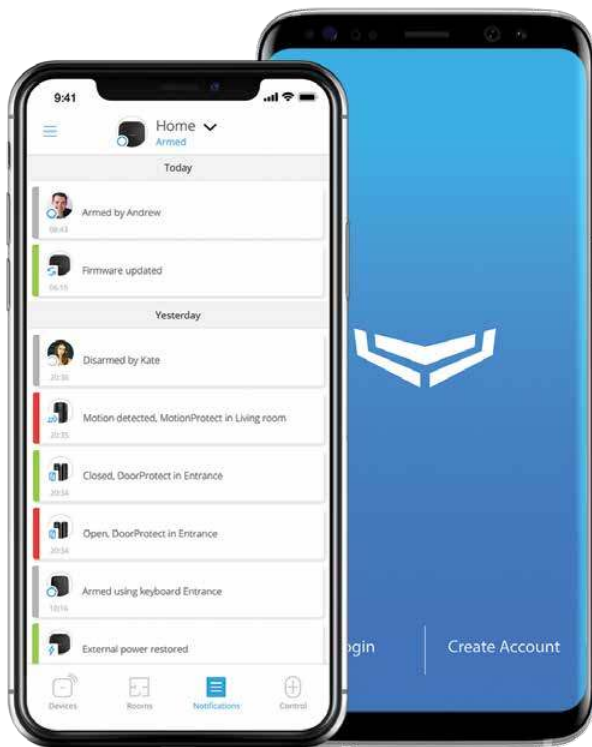 9:41
Home
Armed
Today
Armed by Andrew
08:43
Firmware updated
06:15
Yesterday
Disarmed by Kate
20:36
Motion detected, MotionProtect in Living room
20:35
Closed, DoorProtect in Entrance
20:34
Open, DoorProtect in Entrance
20:34
Armed using keyboard Entrance
10:16
External power restored
Devices
Rooms
Notifications
Control
Create Account